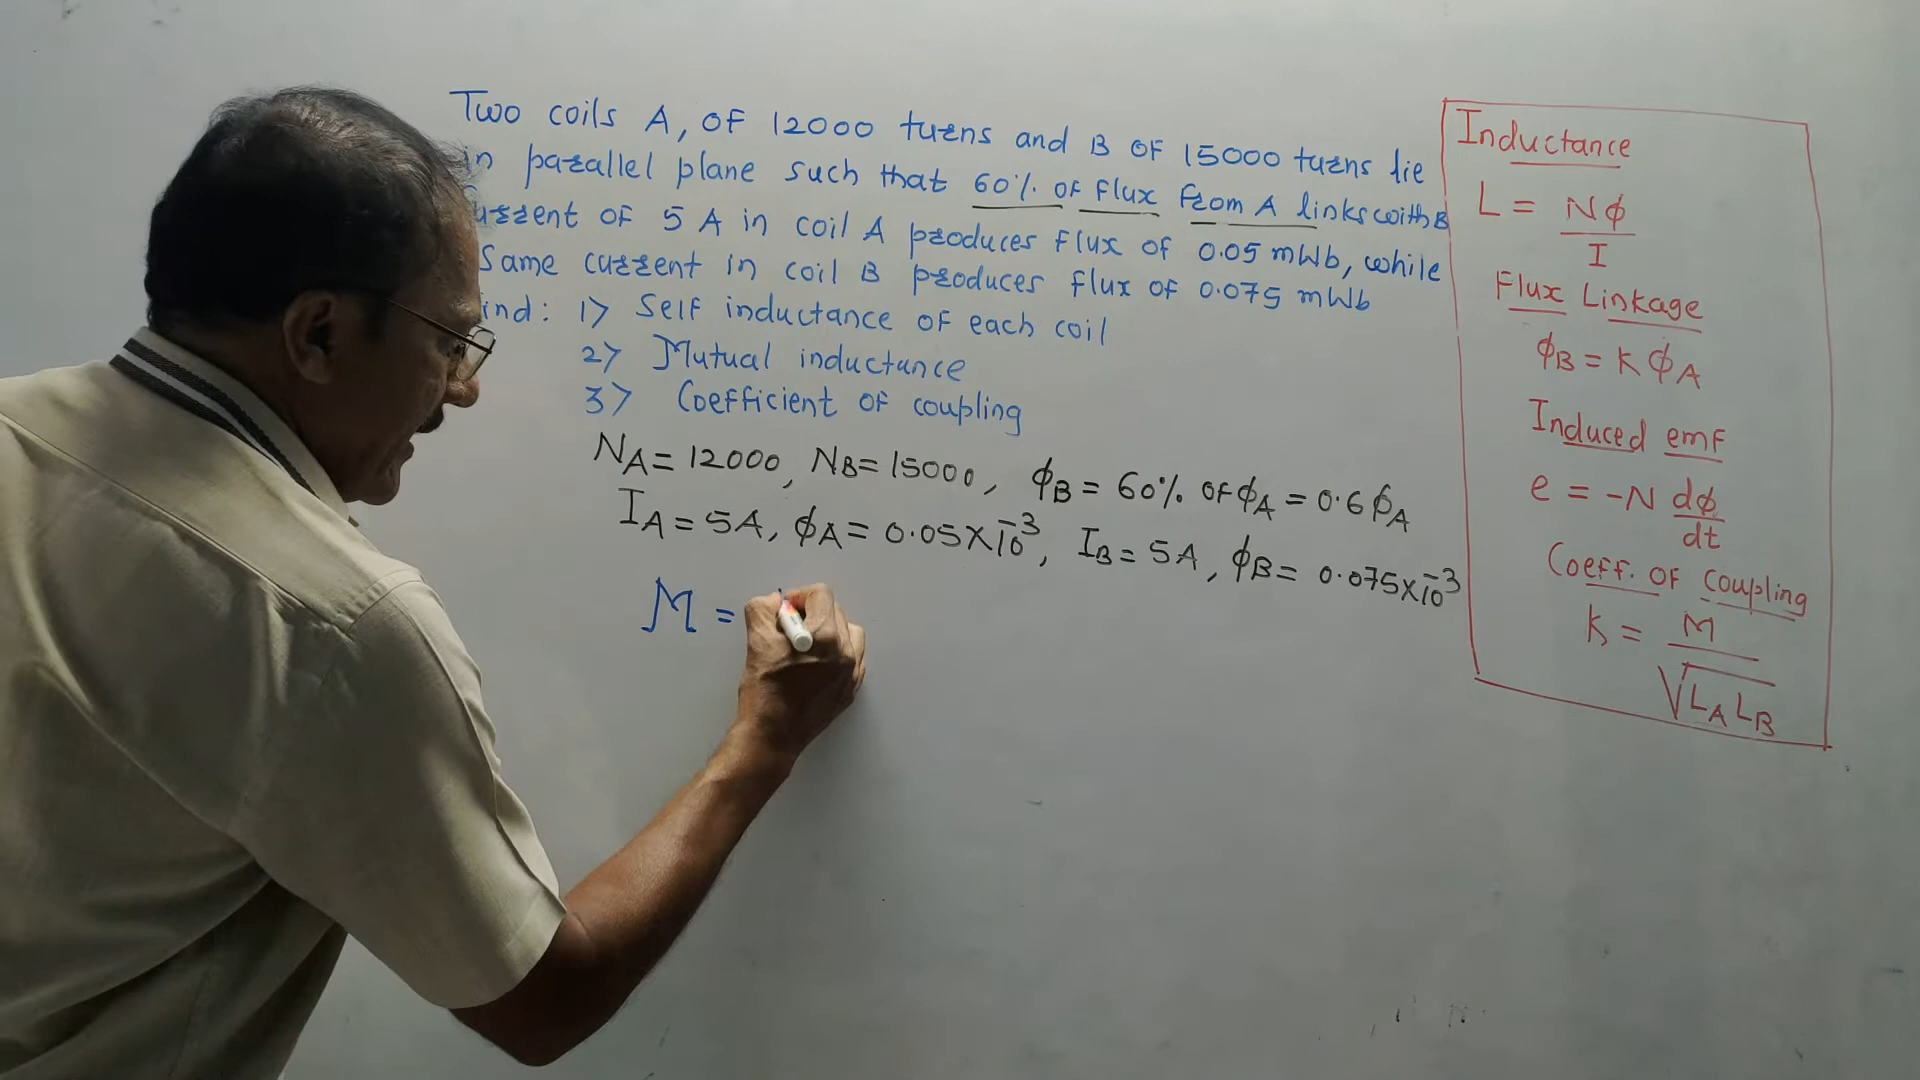 Two coils A, of 12000 turns and B of 15000 turns lie
in parallel plane such that 60% of flux from A links with B
current of 5 A in coil A produces flux of 0.05 mWb, while
Same current in coil B produces flux of 0.075 mWb
ind: 1> Self inductance of each coil
2> Mutual inductance
3> Coefficient of coupling
NA = 12000, NB = 15000, ϕB = 60% of ϕA = 0.6 ϕA
IA = 5A, ϕA = 0.05×10⁻³, IB = 5A, ϕB = 0.075×10⁻³
M =
Inductance
L = Nϕ
I
Flux Linkage
ϕB = K ϕA
Induced emf
e = -N dϕ
dt
Coeff. of coupling
K = M
√LA LB